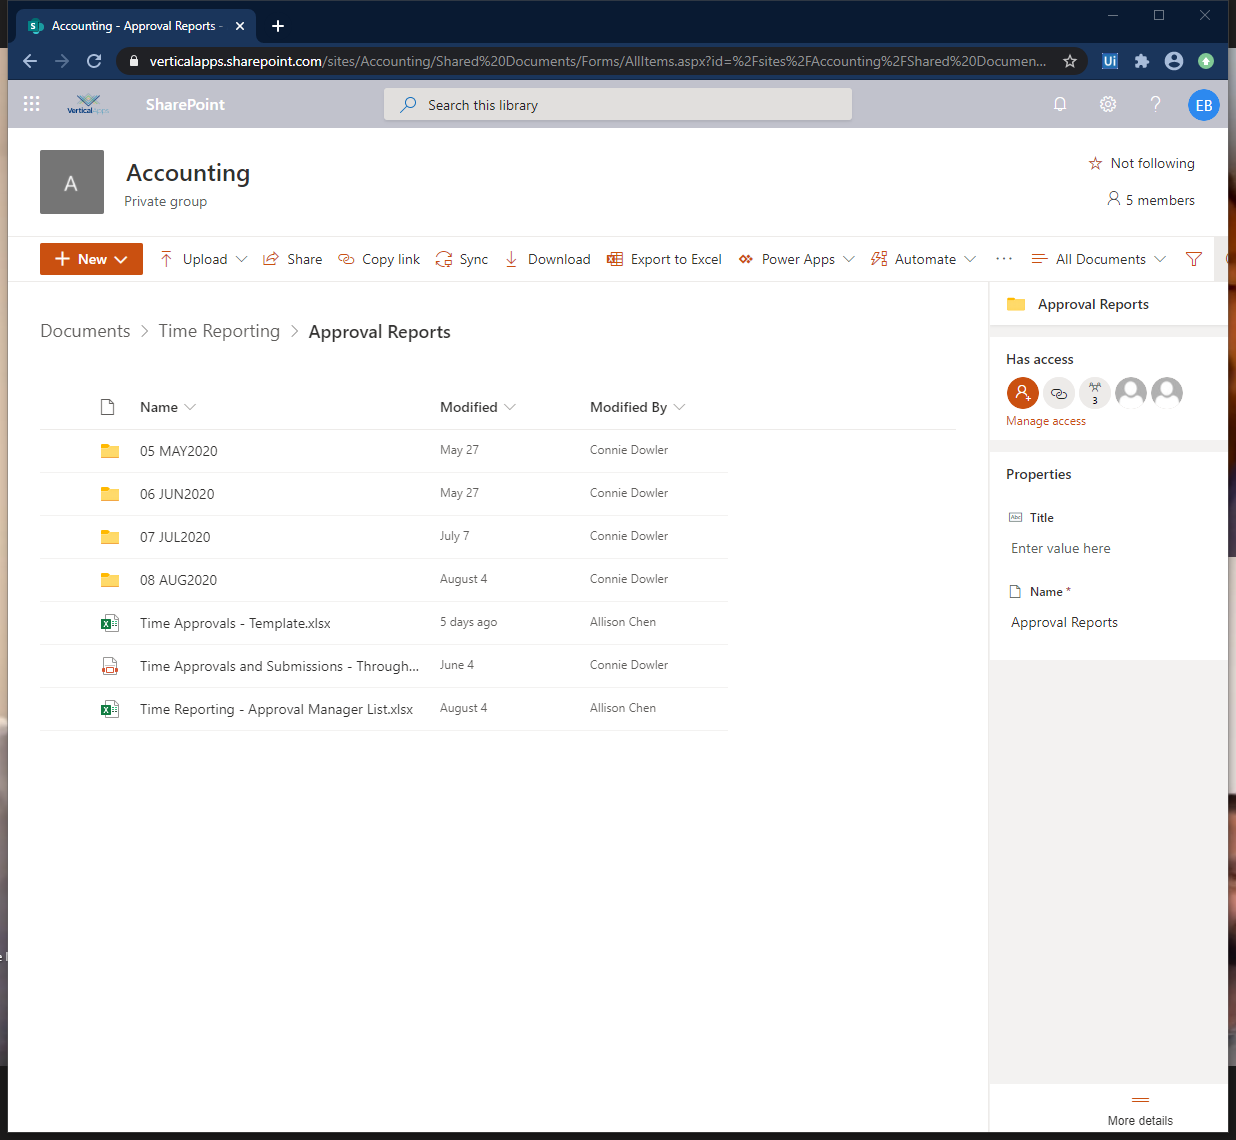 Accounting - Approval Reports -
verticalapps.sharepoint.com/sites/Accounting/Shared%20Documents/Forms/AllItems.aspx?id=%2Fsites%2FAccounting%2FShared%20Documen...
Ui
VerticalApps
SharePoint
Search this library
?
EB
A
Accounting
Private group
Not following
5 members
New
Upload
Share
Copy link
Sync
Download
Export to Excel
Power Apps
Automate
...
All Documents
Documents > Time Reporting > Approval Reports
Name
Modified
Modified By
05 MAY2020 May 27 Connie Dowler
06 JUN2020 May 27 Connie Dowler
07 JUL2020 July 7 Connie Dowler
08 AUG2020 August 4 Connie Dowler
Time Approvals - Template.xlsx 5 days ago Allison Chen
Time Approvals and Submissions - Through... June 4 Connie Dowler
Time Reporting - Approval Manager List.xlsx August 4 Allison Chen
Approval Reports
Has access
3
Manage access
Properties
Abc Title
Enter value here
Name *
Approval Reports
More details